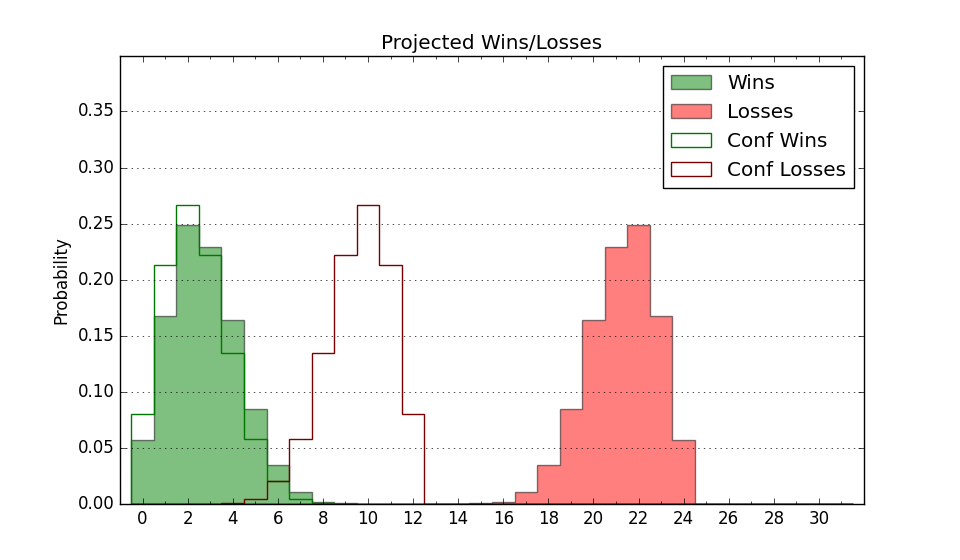 Projected Wins/Losses
Wins
Losses
Conf Wins
Conf Losses
Probability
0.35
0.30
0.25
0.20
0.15
0.10
0.05
0.00
0 2 4 6 8 10 12 14 16 18 20 22 24 26 28 30